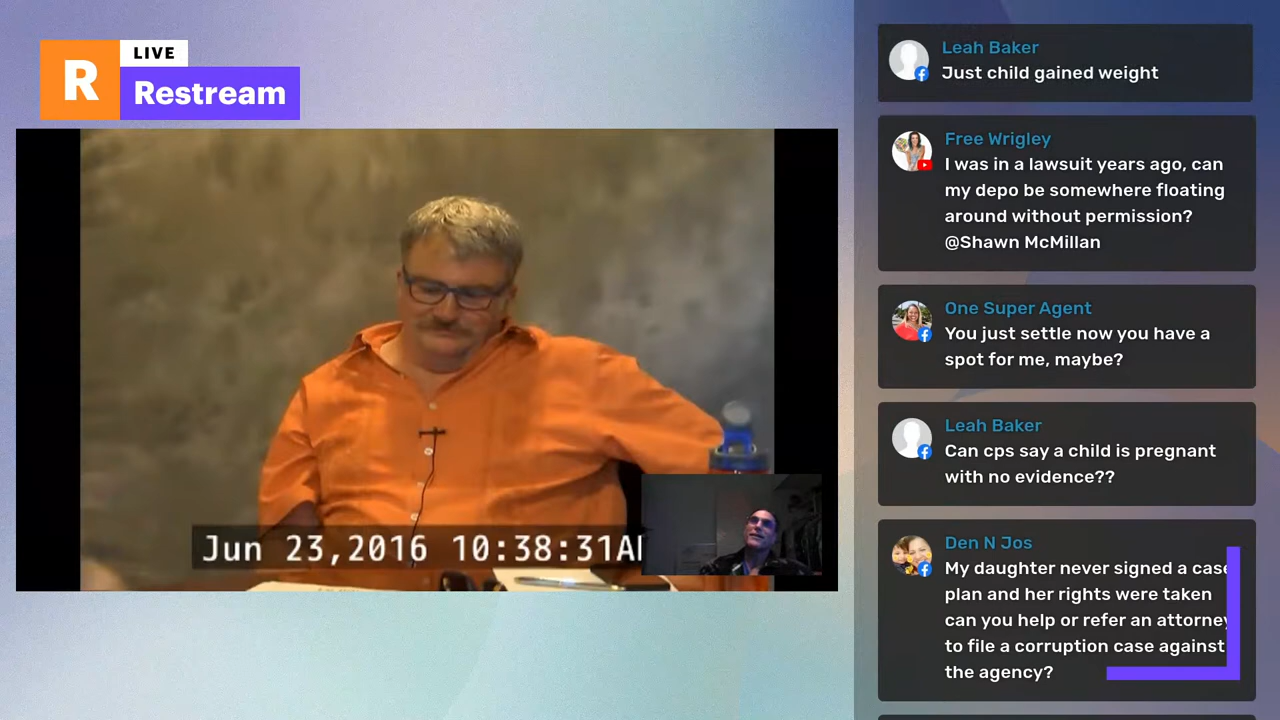 R
LIVE
Restream
Jun 23,2016 10:38:31
Leah Baker
Just child gained weight
Free Wrigley
I was in a lawsuit years ago, can
my depo be somewhere floating
around without permission?
@Shawn McMillan
One Super Agent
You just settle now you have a
spot for me, maybe?
Leah Baker
Can cps say a child is pregnant
with no evidence??
Den N Jos
My daughter never signed a case
plan and her rights were taken
can you help or refer an attorney
to file a corruption case against
the agency?